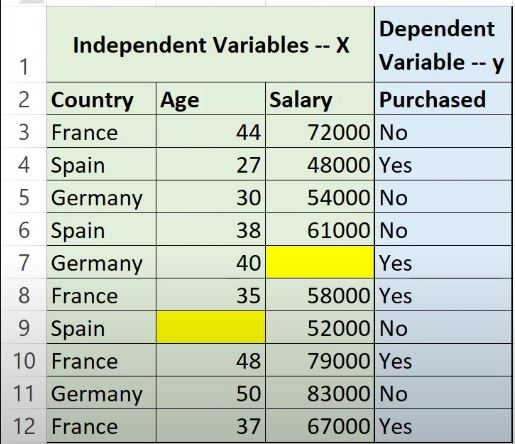 Independent Variables -- X Dependent
1 Variable -- y
2 Country Age Salary Purchased
3 France 44 72000 No
4 Spain 27 48000 Yes
5 Germany 30 54000 No
6 Spain 38 61000 No
7 Germany 40 Yes
8 France 35 58000 Yes
9 Spain 52000 No
10 France 48 79000 Yes
11 Germany 50 83000 No
12 France 37 67000 Yes